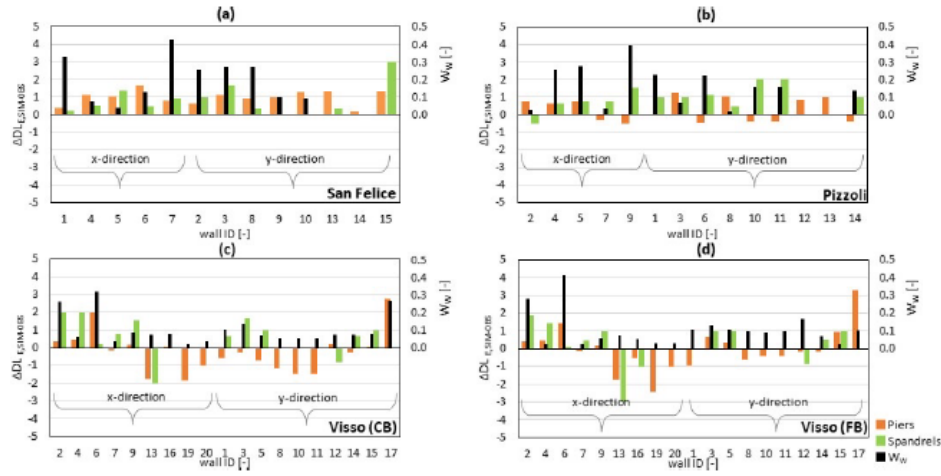 (a)
5
4
3
2
1
0
-1
-2
-3
-4
-5
0.5
0.4
0.3
0.2
0.1
0.0
ΔDL E,SIM-OBS
W_W [-]
x-direction
y-direction
San Felice
1 4 5 6 7 2 3 8 9 10 13 14 15
wall ID [-]
(b)
5
4
3
2
1
0
-1
-2
-3
-4
-5
0.5
0.4
0.3
0.2
0.1
0.0
ΔDL E,SIM-OBS
W_W [-]
x-direction
y-direction
Pizzoli
2 4 5 7 9 1 3 6 8 10 11 12 13 14
wall ID [-]
(c)
5
4
3
2
1
0
-1
-2
-3
-4
-5
0.5
0.4
0.3
0.2
0.1
0.0
ΔDL E,SIM-OBS
W_W [-]
x-direction
y-direction
Visso (CB)
2 4 6 7 9 13 16 19 20 1 3 5 8 10 11 12 14 15 17
wall ID [-]
(d)
5
4
3
2
1
0
-1
-2
-3
-4
-5
0.5
0.4
0.3
0.2
0.1
0.0
ΔDL E,SIM-OBS
W_W [-]
x-direction
y-direction
Visso (FB)
2 4 6 7 9 13 16 19 20 1 3 5 8 10 11 12 14 15 17
wall ID [-]
Piers
Spandrels
W_W